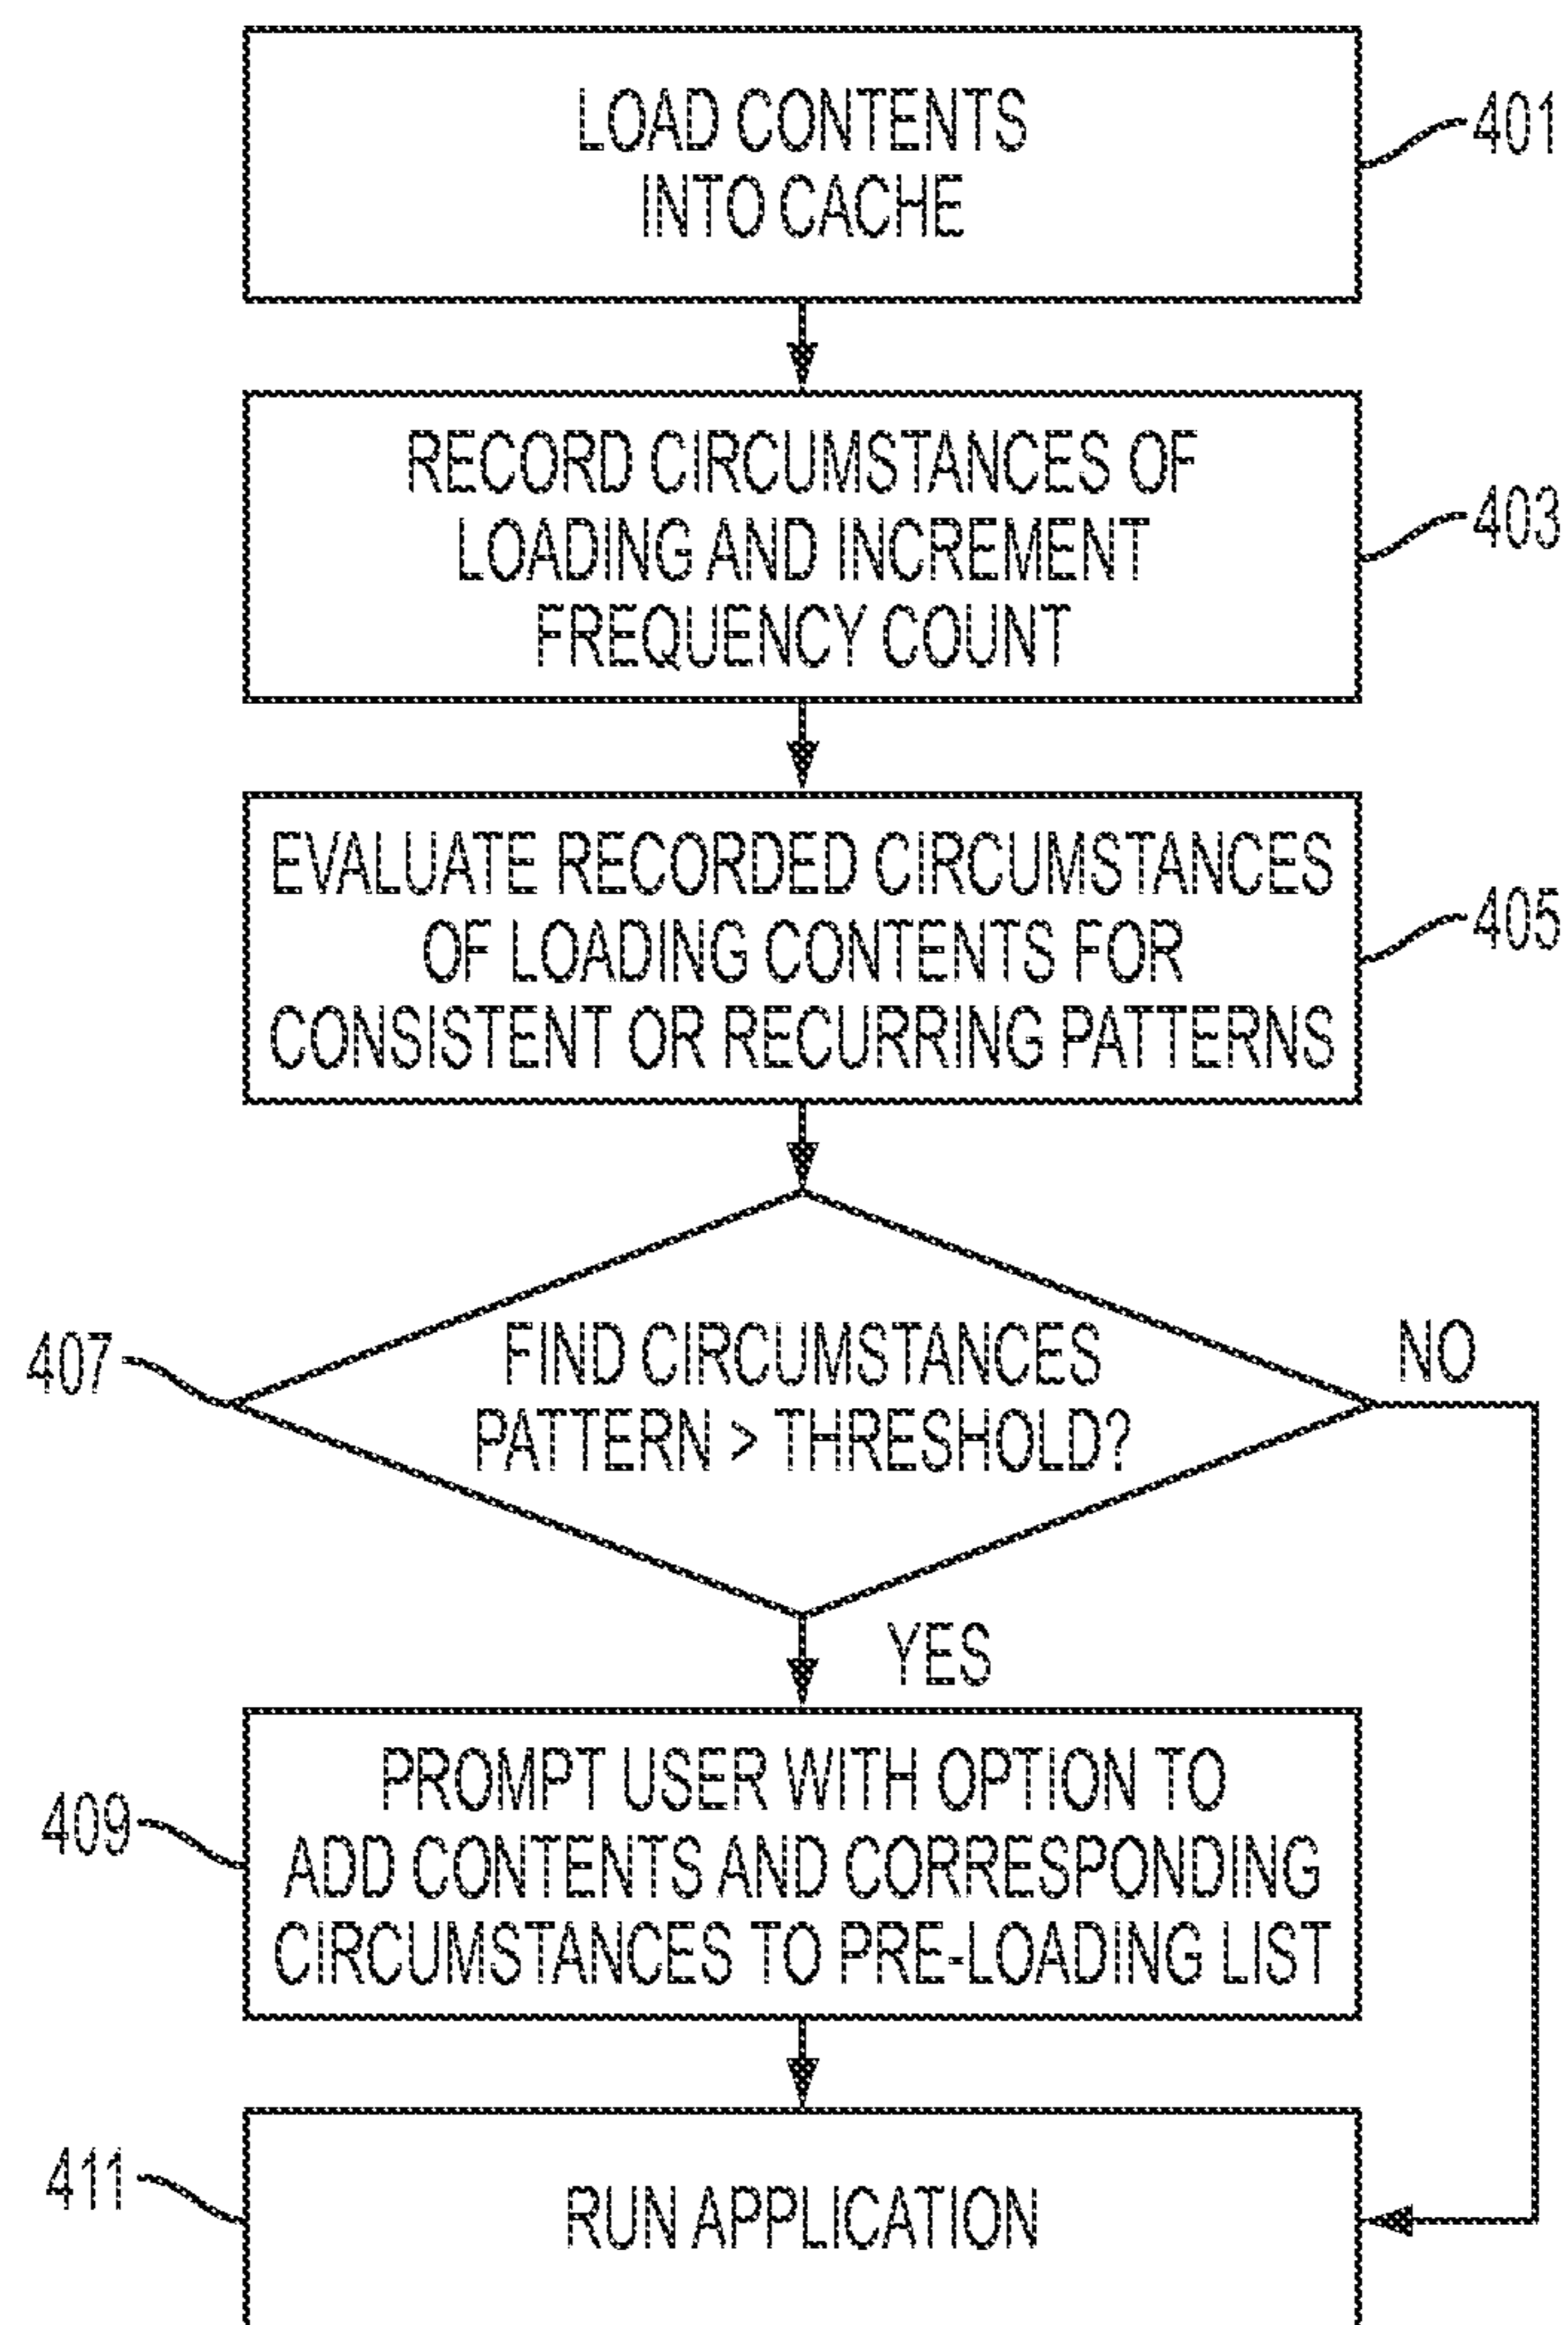 LOAD CONTENTS
INTO CACHE
401
RECORD CIRCUMSTANCES OF
LOADING AND INCREMENT
FREQUENCY COUNT
403
EVALUATE RECORDED CIRCUMSTANCES
OF LOADING CONTENTS FOR
CONSISTENT OR RECURRING PATTERNS
405
407
FIND CIRCUMSTANCES
PATTERN > THRESHOLD?
NO
YES
409
PROMPT USER WITH OPTION TO
ADD CONTENTS AND CORRESPONDING
CIRCUMSTANCES TO PRE-LOADING LIST
411
RUN APPLICATION